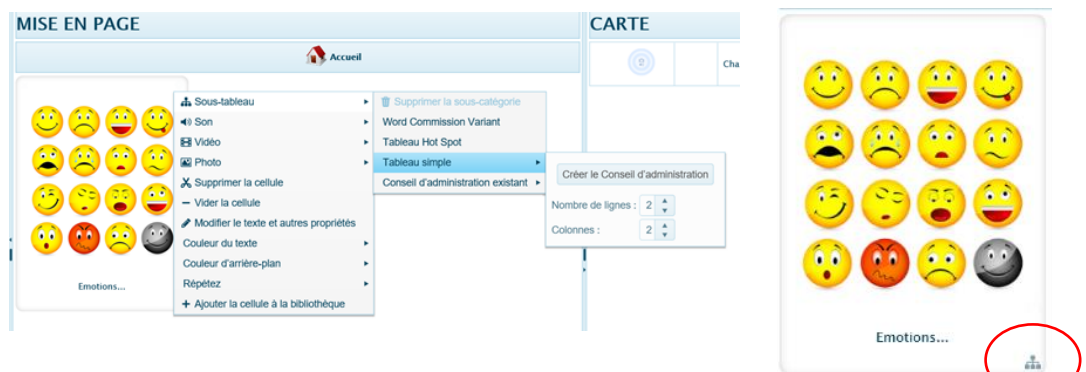 MISE EN PAGE
CARTE
Accueil
Cha
Sous-tableau
Son
Vidéo
Photo
Supprimer la cellule
Vider la cellule
Modifier le texte et autres propriétés
Couleur du texte
Couleur d'arrière-plan
Répétez
+ Ajouter la cellule à la bibliothèque
Supprimer la sous-catégorie
Word Commission Variant
Tableau Hot Spot
Tableau simple
Conseil d'administration existant
Créer le Conseil d'administration
Nombre de lignes : 2
Colonnes : 2
Emotions...
Emotions...